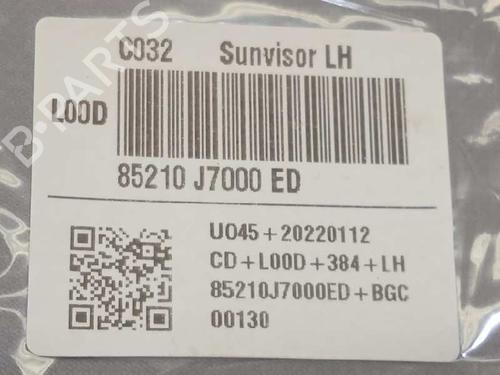 C032 Sunvisor LH
L00D
85210 J7000 ED
U045+20220112
CD+L00D+384+LH
85210J7000ED+BGC
00130
B-PARTS